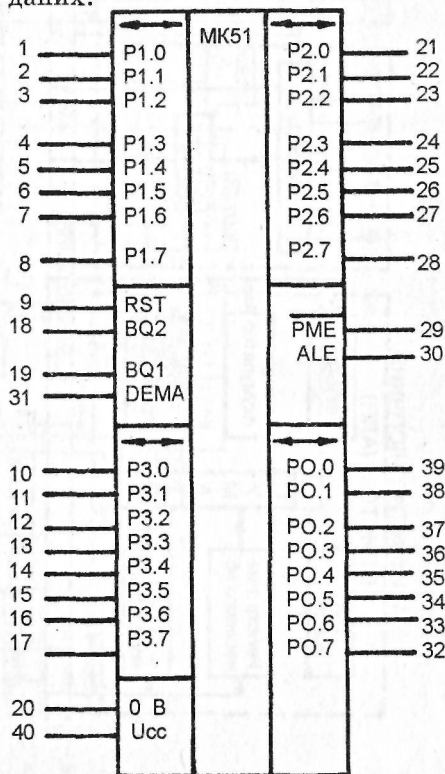 даних.
МК51
1 P1.0 P2.0 21
2 P1.1 P2.1 22
3 P1.2 P2.2 23
4 P1.3 P2.3 24
5 P1.4 P2.4 25
6 P1.5 P2.5 26
7 P1.6 P2.6 27
8 P1.7 P2.7 28
9 RST
18 BQ2 PME 29
ALE 30
19 BQ1
31 DEMA
10 P3.0 PO.0 39
11 P3.1 PO.1 38
12 P3.2 PO.2 37
13 P3.3 PO.3 36
14 P3.4 PO.4 35
15 P3.5 PO.5 34
16 P3.6 PO.6 33
17 P3.7 PO.7 32
20 0 В
40 Ucc